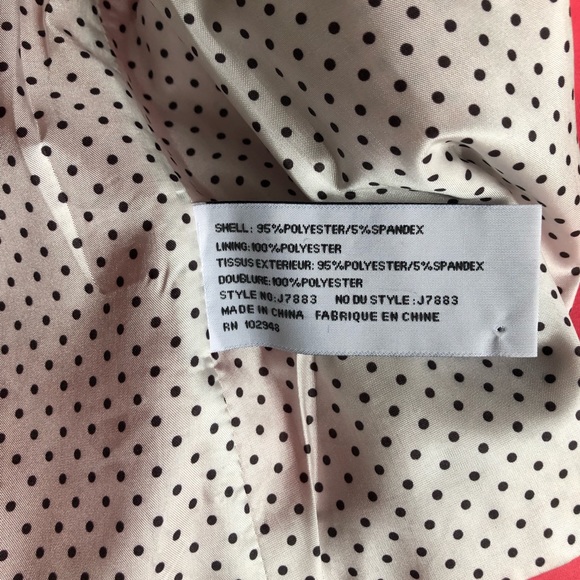 SHELL: 95%POLYESTER/5%SPANDEX
LINING:100%POLYESTER
TISSUS EXTERIEUR: 95%POLYESTER/5%SPANDEX
DOUBLURE:100%POLYESTER
STYLE NO:J7883 NO DU STYLE:J7883
MADE IN CHINA FABRIQUE EN CHINE
RN 102948